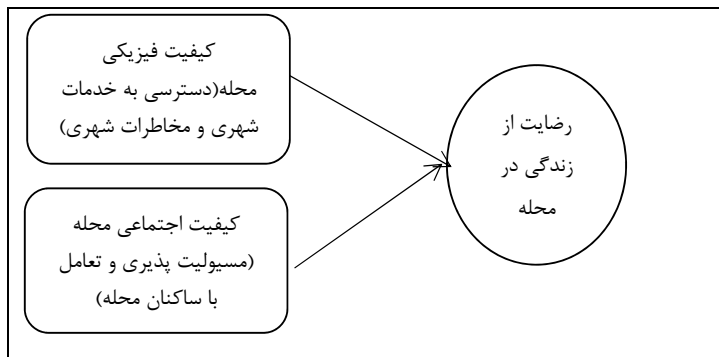 کیفیت فیزیکی
محله(دسترسی به خدمات
شهری و مخاطرات شهری)
کیفیت اجتماعی محله
(مسیولیت پذیری و تعامل
با ساکنان محله)
رضایت از
زندگی در
محله